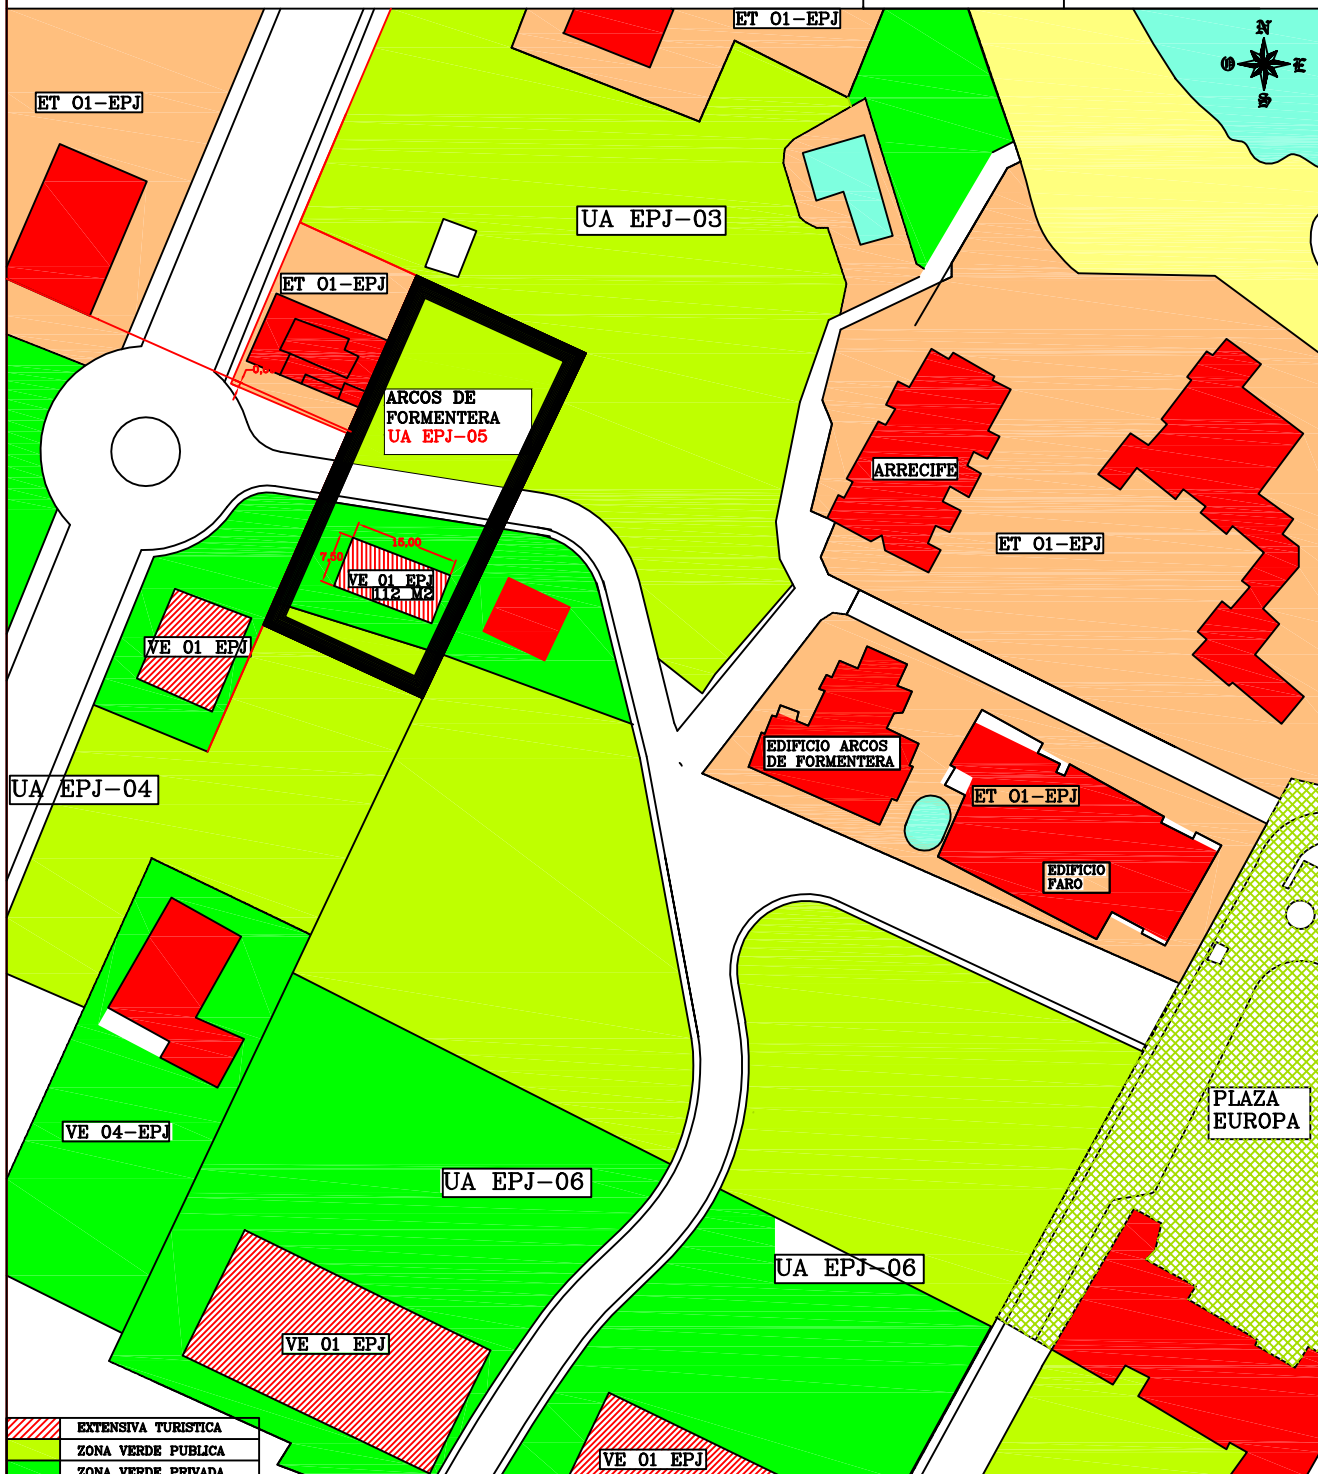 ET 01-EPJ
N
O
E
S
ET 01-EPJ
UA EPJ-03
ET 01-EPJ
ARCOS DE
FORMENTERA
UA EPJ-05
ARRECIFE
ET 01-EPJ
15,00
7,50
VE 01 EPJ
112 M2
VE 01 EPJ
EDIFICIO ARCOS
DE FORMENTERA
UA EPJ-04
ET 01-EPJ
EDIFICIO
FARO
PLAZA
EUROPA
VE 04-EPJ
UA EPJ-06
UA EPJ-06
VE 01 EPJ
EXTENSIVA TURISTICA
ZONA VERDE PUBLICA
VE 01 EPJ
ZONA VERDE PRIVADA